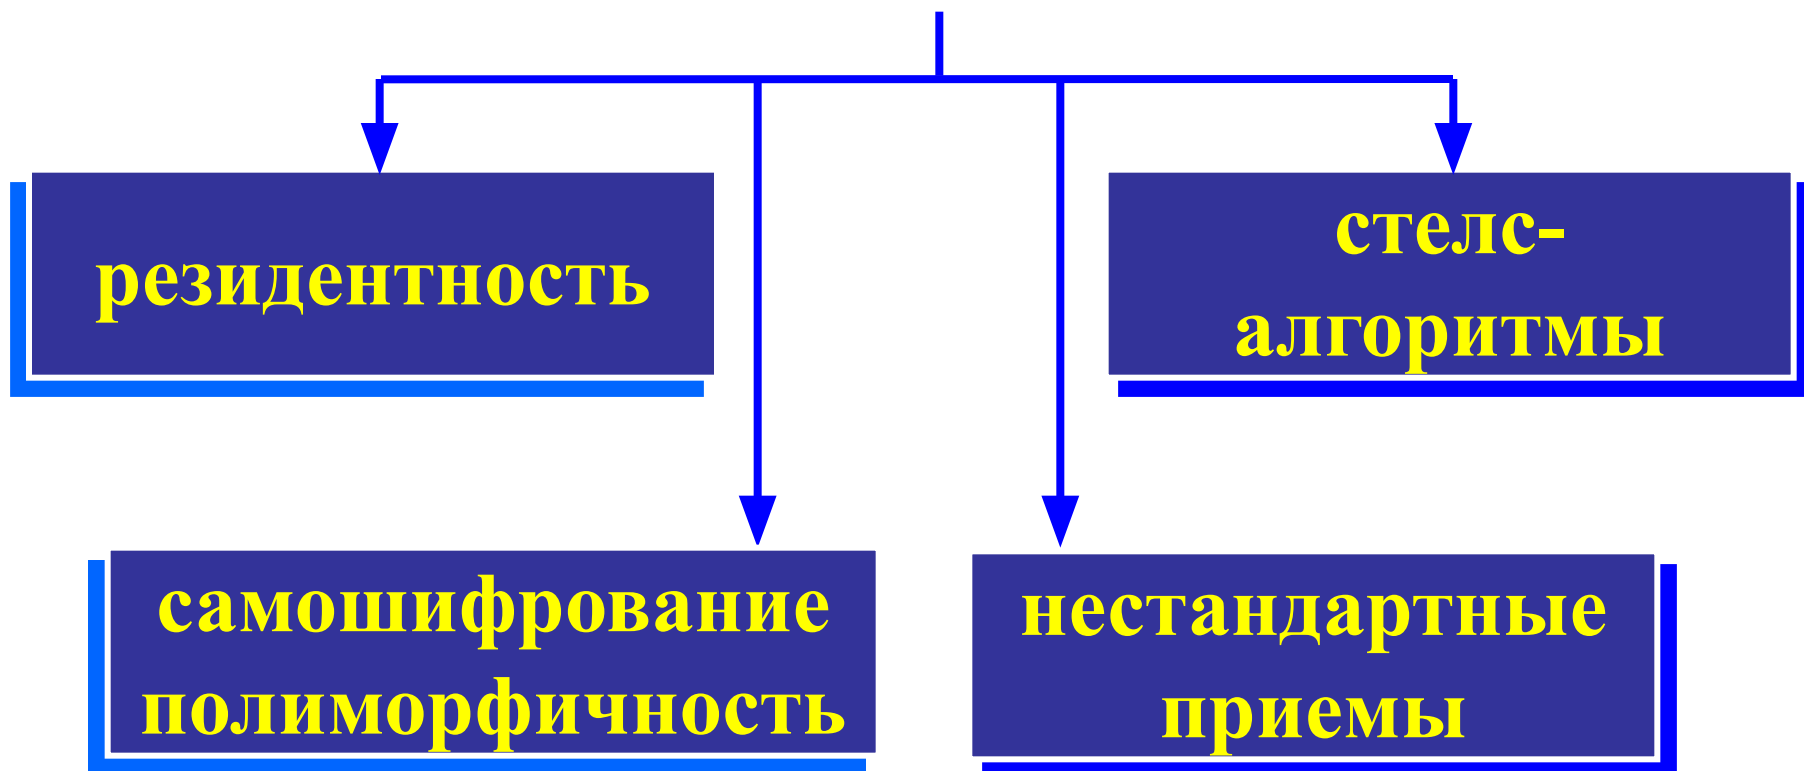 резидентность
стелс-
алгоритмы
самошифрование
полиморфичность
нестандартные
приемы